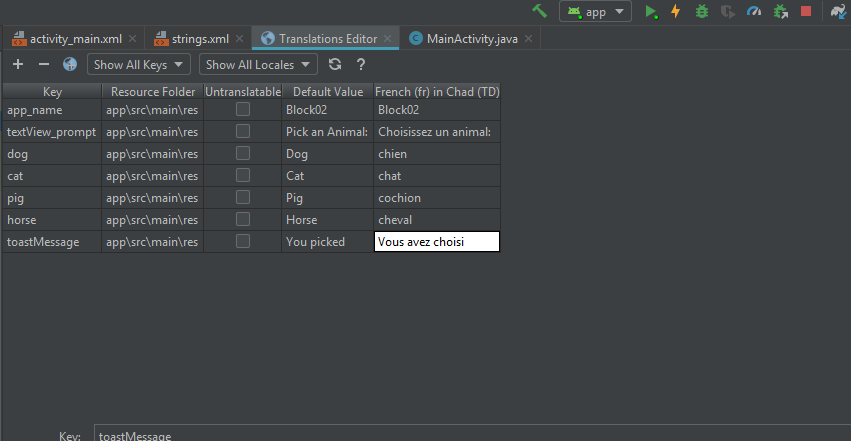 app
activity_main.xml strings.xml Translations Editor MainActivity.java
Show All Keys Show All Locales ?
Key Resource Folder Untranslatable Default Value French (fr) in Chad (TD)
app_name app\src\main\res Block02 Block02
textView_prompt app\src\main\res Pick an Animal: Choisissez un animal:
dog app\src\main\res Dog chien
cat app\src\main\res Cat chat
pig app\src\main\res Pig cochion
horse app\src\main\res Horse cheval
toastMessage app\src\main\res You picked Vous avez choisi
Key: toastMessage